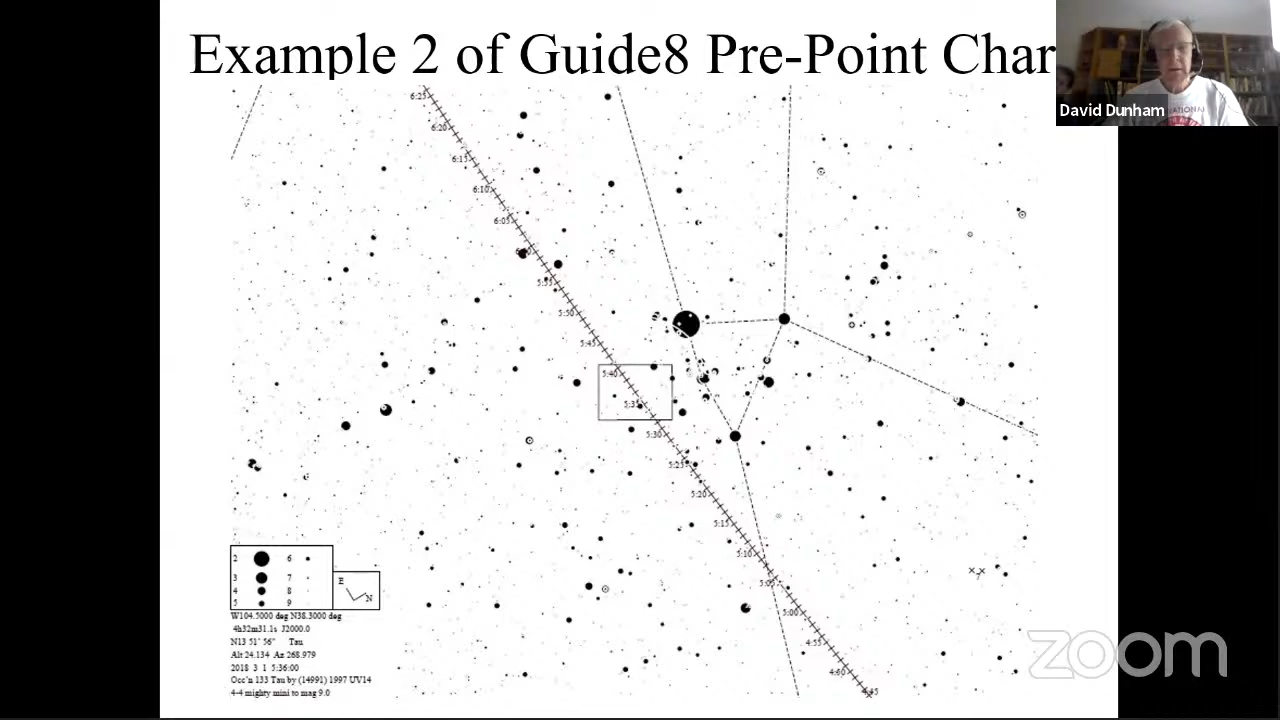 Example 2 of Guide8 Pre-Point Char
David Dunham
6:25
6:20
6:15
6:10
6:05
5:55
5:50
5:45
5:40
5:35
5:30
5:25
5:20
5:15
5:10
5:05
5:00
4:55
4:45
2 6
3 7
4 8
5 9
E
N
W104.5000 deg N38.3000 deg
4h32m31.1s J2000.0
N13 51' 56" Tau
Alt 24.134 Az 268.979
2018 3 1 5:36:00
Occ'n 133 Tau by (14991) 1997 UV14
4-4 mighty mini to mag 9.0
7
zoom